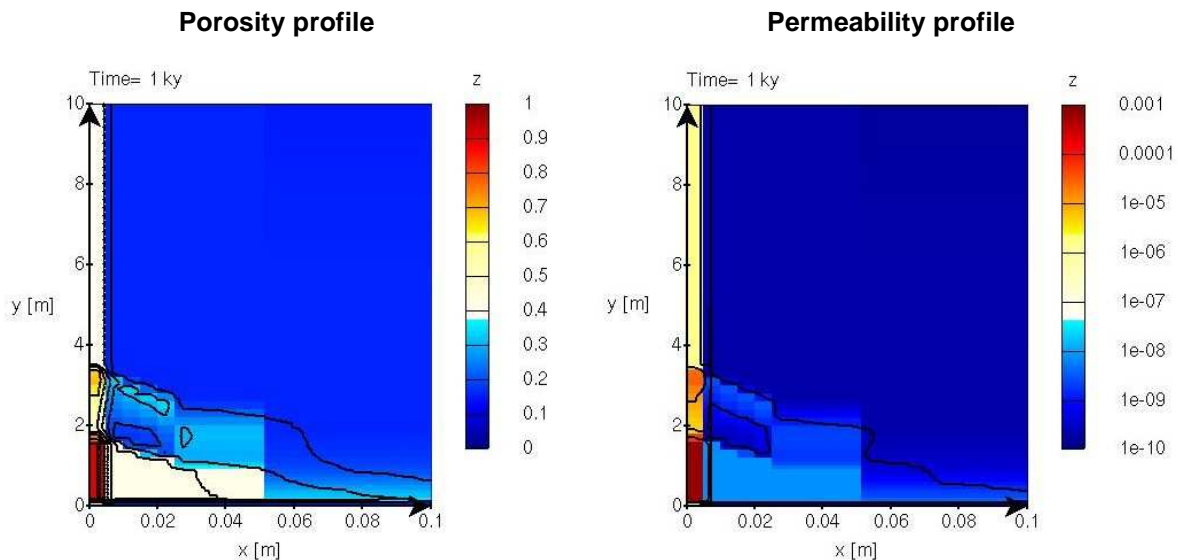 Porosity profile
Time= 1 ky
z
10
8
6
4
2
0
y [m]
0
0.02
0.04
0.06
0.08
0.1
x [m]
1
0.9
0.8
0.7
0.6
0.5
0.4
0.3
0.2
0.1
0
Permeability profile
Time= 1 ky
z
10
8
6
4
2
0
y [m]
0
0.02
0.04
0.06
0.08
0.1
x [m]
0.001
0.0001
1e-05
1e-06
1e-07
1e-08
1e-09
1e-10